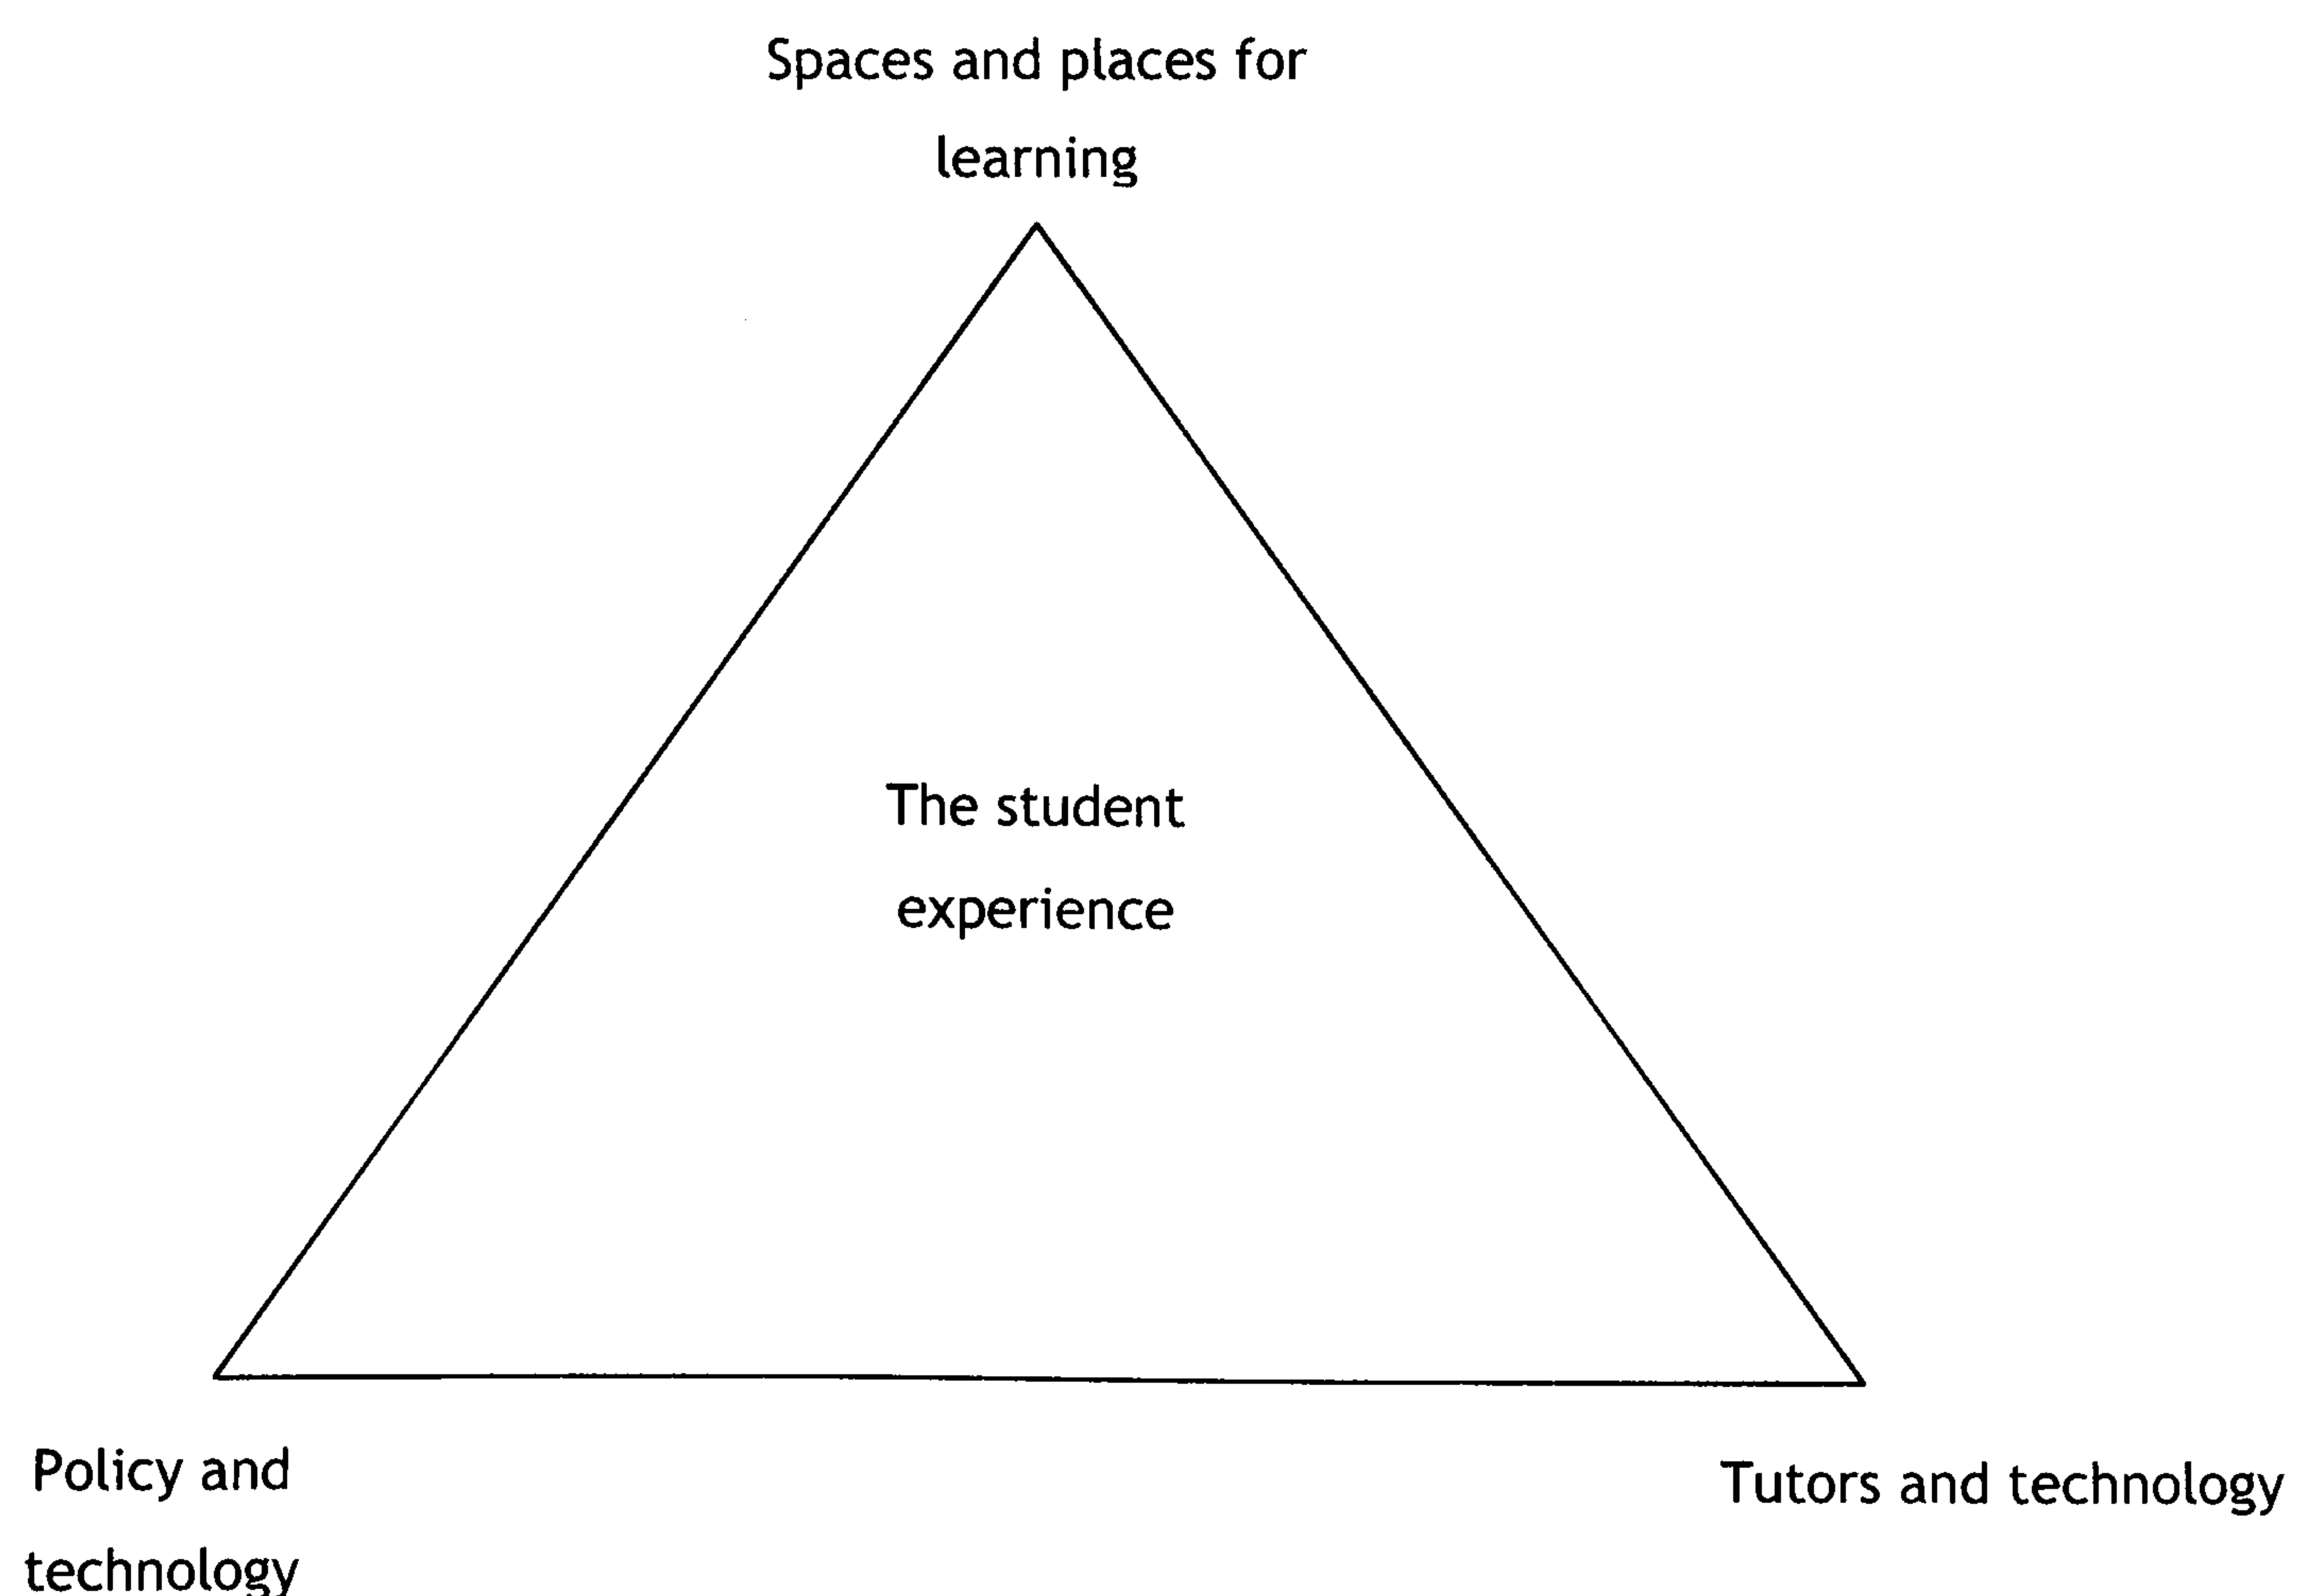 Spaces and places for
learning
The student
experience
Policy and
technology
Tutors and technology